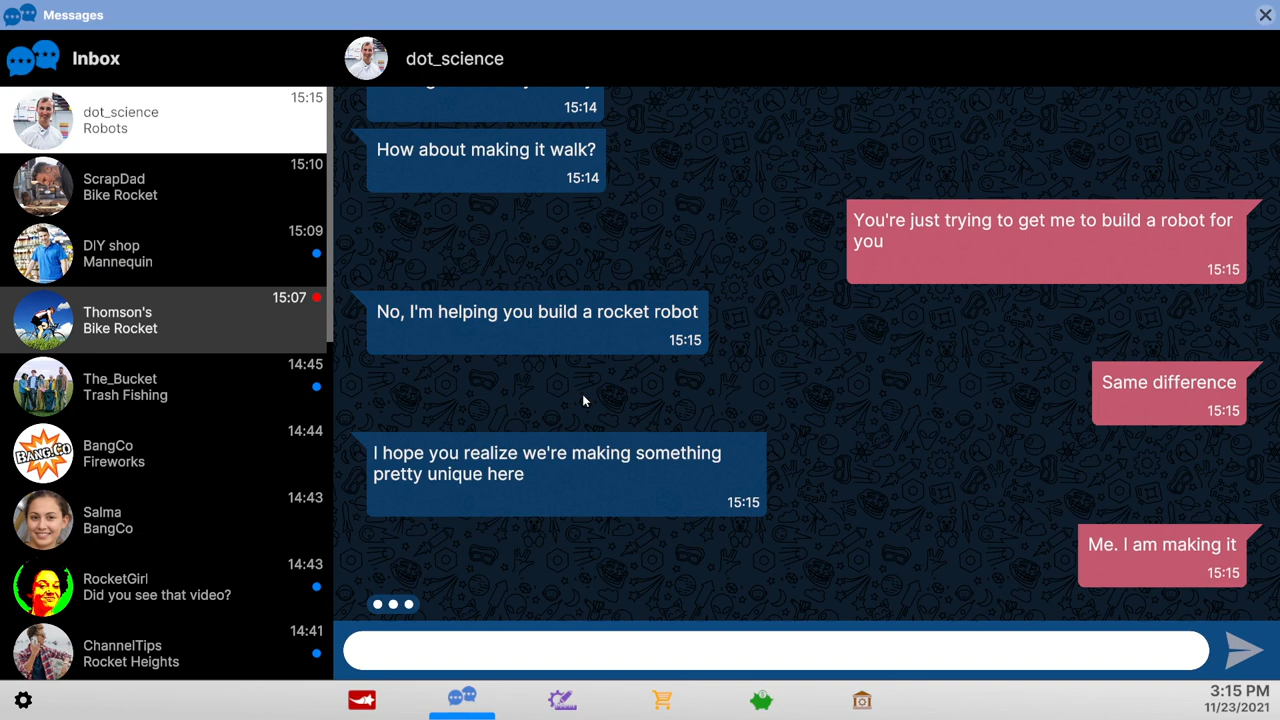 Messages
Inbox
dot_science
15:15
dot_science
Robots
15:10
ScrapDad
Bike Rocket
15:09
DIY shop
Mannequin
15:07
Thomson's
Bike Rocket
14:45
The_Bucket
Trash Fishing
14:44
BANG.CO
BangCo
Fireworks
14:43
Salma
BangCo
14:43
RocketGirl
Did you see that video?
14:41
ChannelTips
Rocket Heights
15:14
How about making it walk?
15:14
You're just trying to get me to build a robot for
you
15:15
No, I'm helping you build a rocket robot
15:15
Same difference
15:15
I hope you realize we're making something
pretty unique here
15:15
Me. I am making it
15:15
3:15 PM
11/23/2021